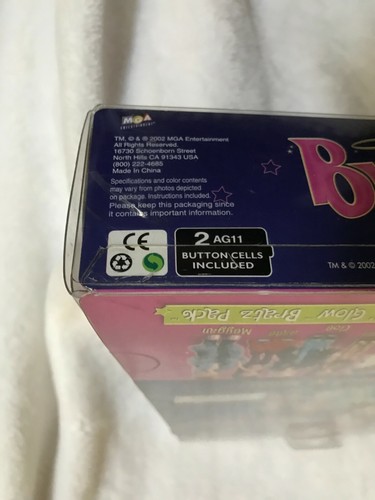 MGA
ENTERTAINMENT
TM, © & ® 2002 MGA Entertainment
All Rights Reserved.
16730 Schoenborn Street
North Hills CA 91343 USA
(800) 222-4685
Made In China
Specifications and color contents
may vary from photos depicted
on package. Instructions included.
Please keep this packaging since
it contains important information.
CE
2 AG11
BUTTON CELLS
INCLUDED
TM & © 2002
Glow Bratz Pack